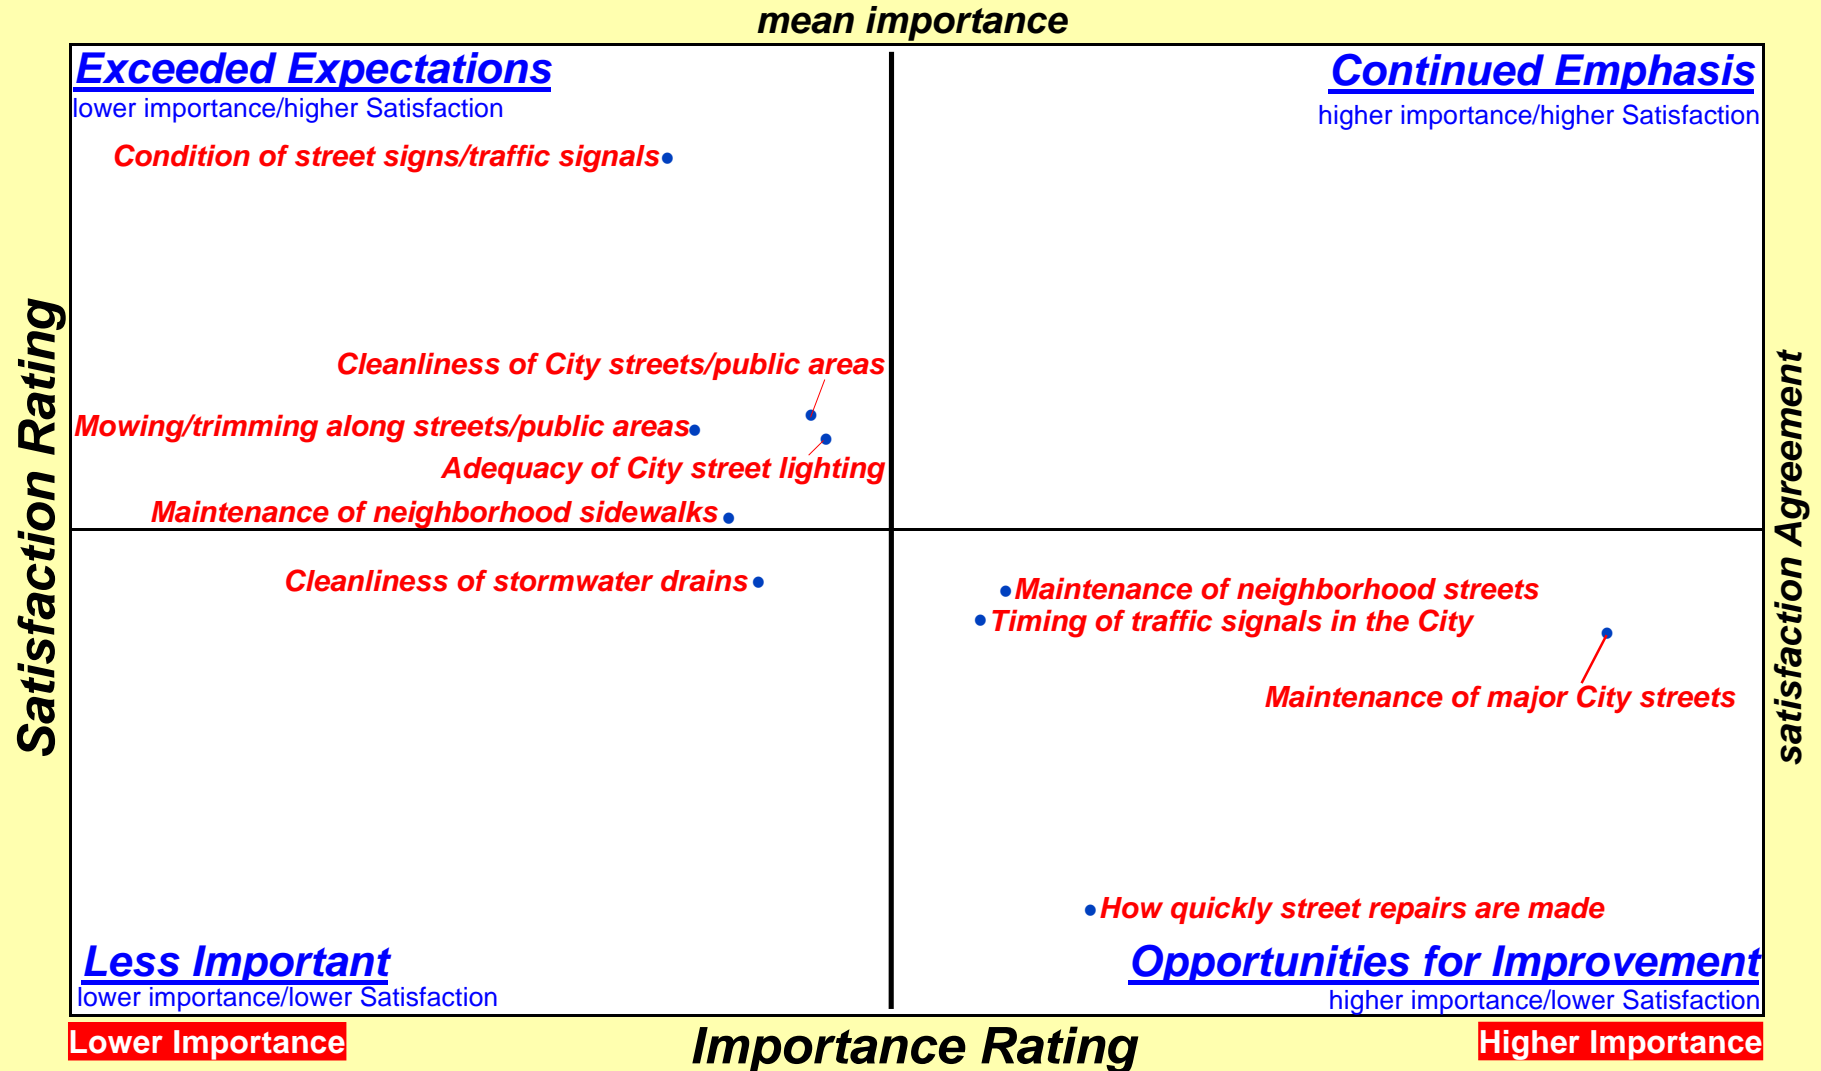 mean importance
Exceeded Expectations
lower importance/higher Satisfaction
Continued Emphasis
higher importance/higher Satisfaction
Condition of street signs/traffic signals
Cleanliness of City streets/public areas
Mowing/trimming along streets/public areas
Adequacy of City street lighting
Maintenance of neighborhood sidewalks
Satisfaction Rating
satisfaction Agreement
Cleanliness of stormwater drains
Maintenance of neighborhood streets
Timing of traffic signals in the City
Maintenance of major City streets
How quickly street repairs are made
Less Important
lower importance/lower Satisfaction
Opportunities for Improvement
higher importance/lower Satisfaction
Lower Importance
Importance Rating
Higher Importance